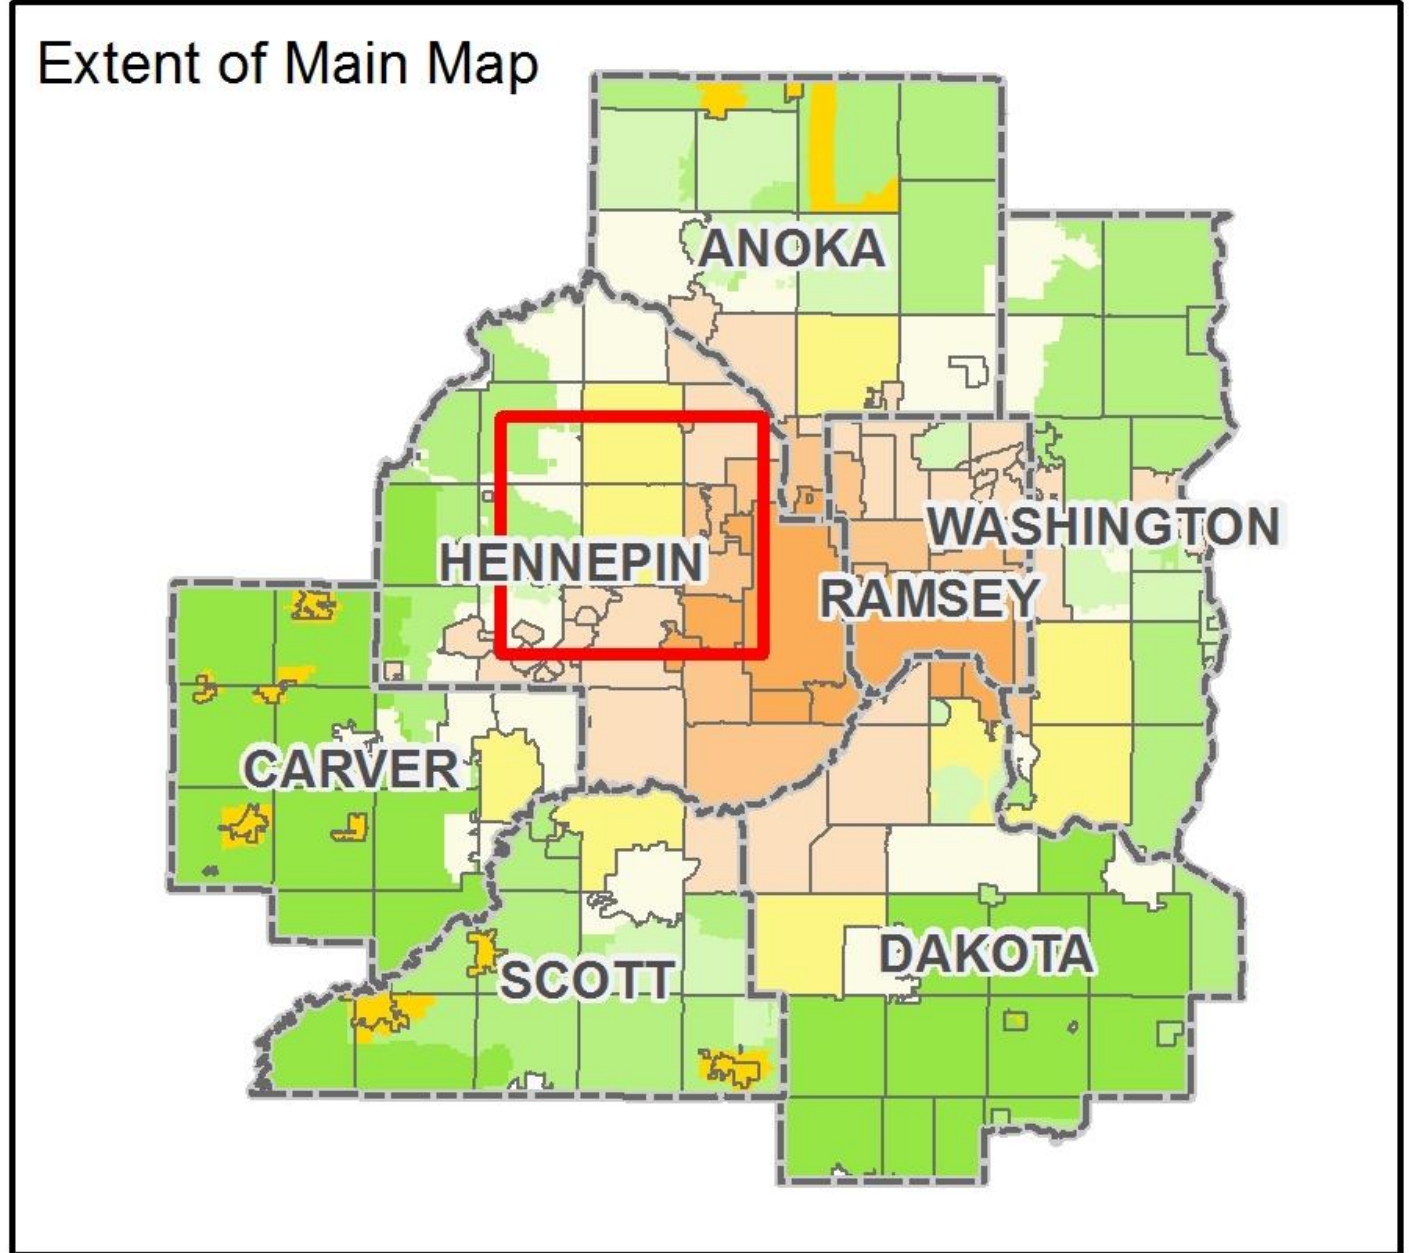 Extent of Main Map
ANOKA
WASHINGTON
HENNEPIN
RAMSEY
CARVER
DAKOTA
SCOTT